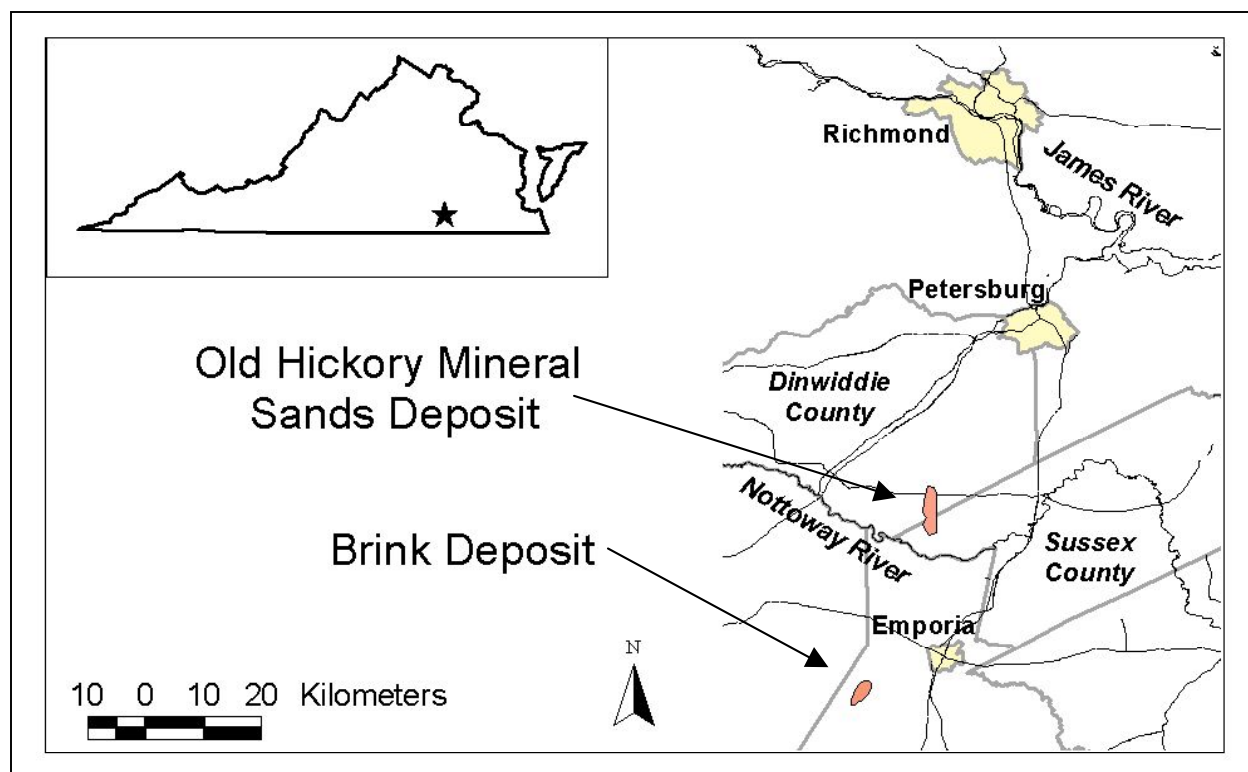 Richmond
James River
Petersburg
Old Hickory Mineral
Sands Deposit
Dinwiddie
County
Nottoway River
Brink Deposit
Sussex
County
Emporia
N
10 0 10 20 Kilometers